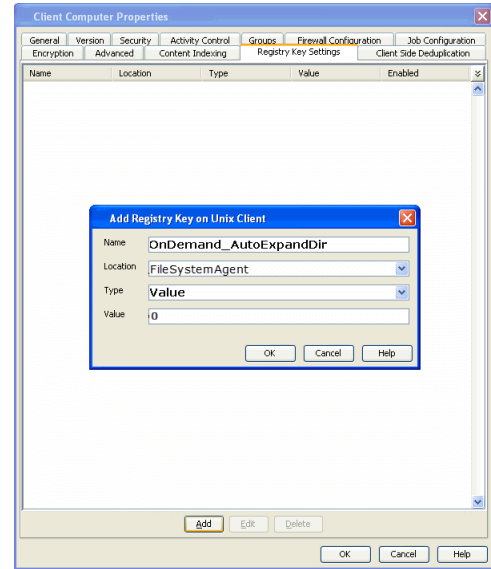 Client Computer Properties
General Version Security Activity Control Groups Firewall Configuration Job Configuration
Encryption Advanced Content Indexing Registry Key Settings Client Side Deduplication
Name Location Type Value Enabled
Add Registry Key on Unix Client
Name OnDemand_AutoExpandDir
Location FileSystemAgent
Type Value
Value 0
OK Cancel Help
Add Edit Delete
OK Cancel Help